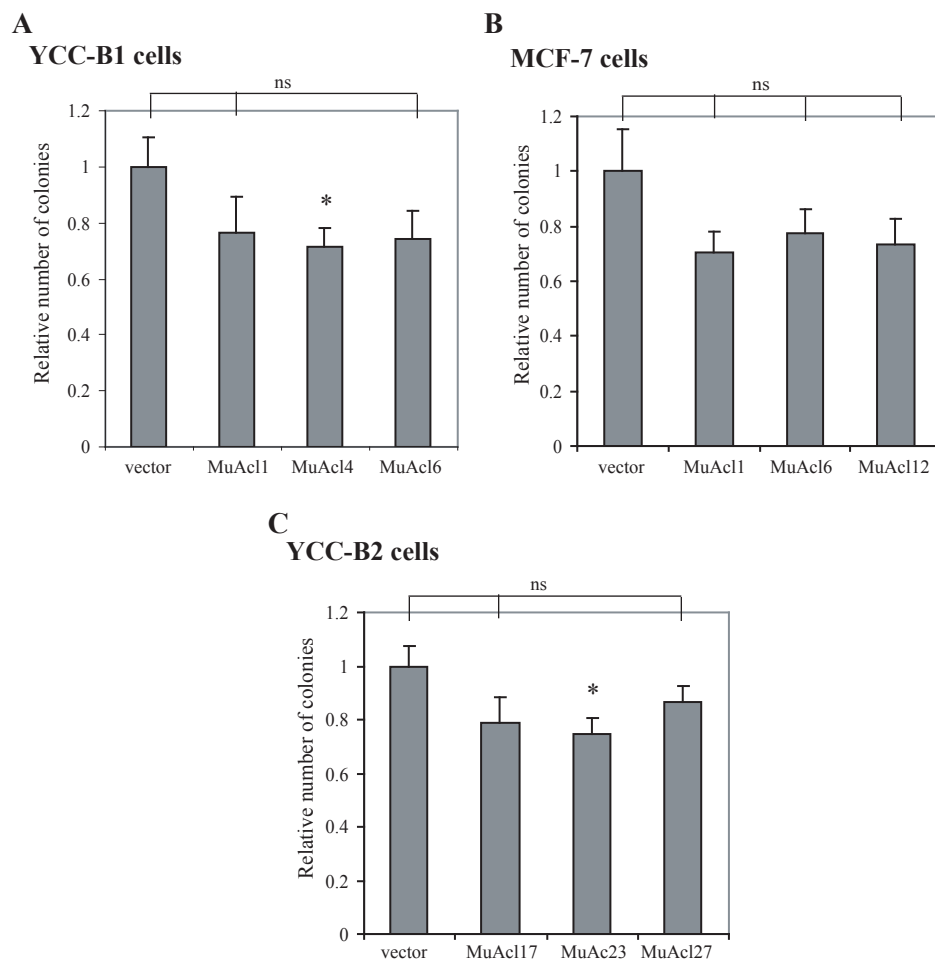 A
YCC-B1 cells
ns
Relative number of colonies
1.2
1
0.8
0.6
0.4
0.2
0
*
vector MuAcl1 MuAcl4 MuAcl6
B
MCF-7 cells
ns
Relative number of colonies
1.2
1
0.8
0.6
0.4
0.2
0
vector MuAcl1 MuAcl6 MuAcl12
C
YCC-B2 cells
ns
Relative number of colonies
1.2
1
0.8
0.6
0.4
0.2
0
*
vector MuAcl17 MuAc23 MuAcl27